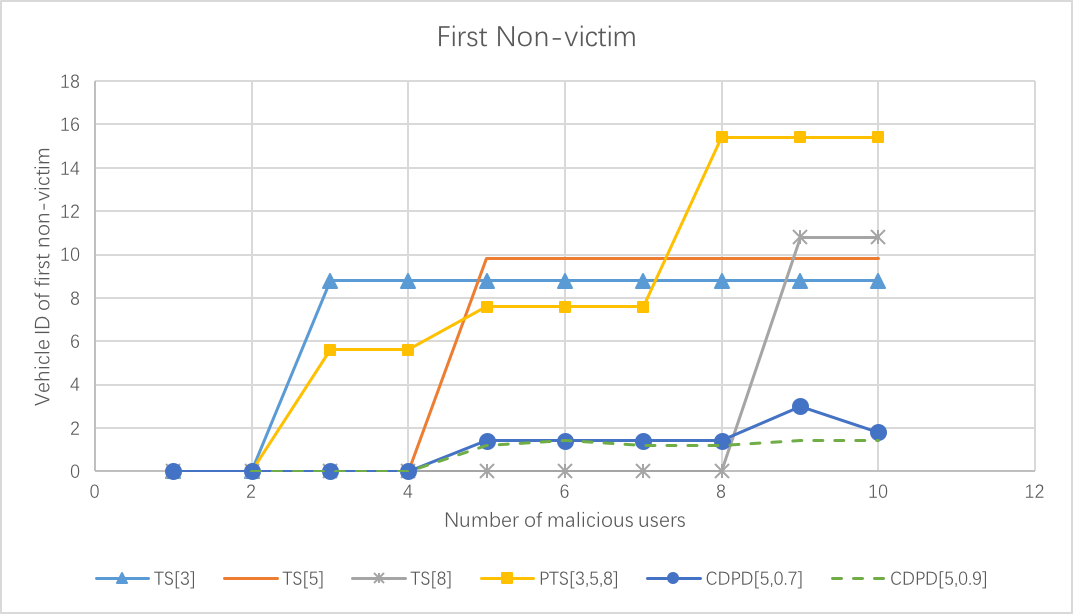 First Non-victim
Vehicle ID of first non-victim
18
16
14
12
10
8
6
4
2
0
0 2 4 6 8 10 12
Number of malicious users
TS[3] TS[5] TS[8] PTS[3,5,8] CDPD[5,0.7] CDPD[5,0.9]